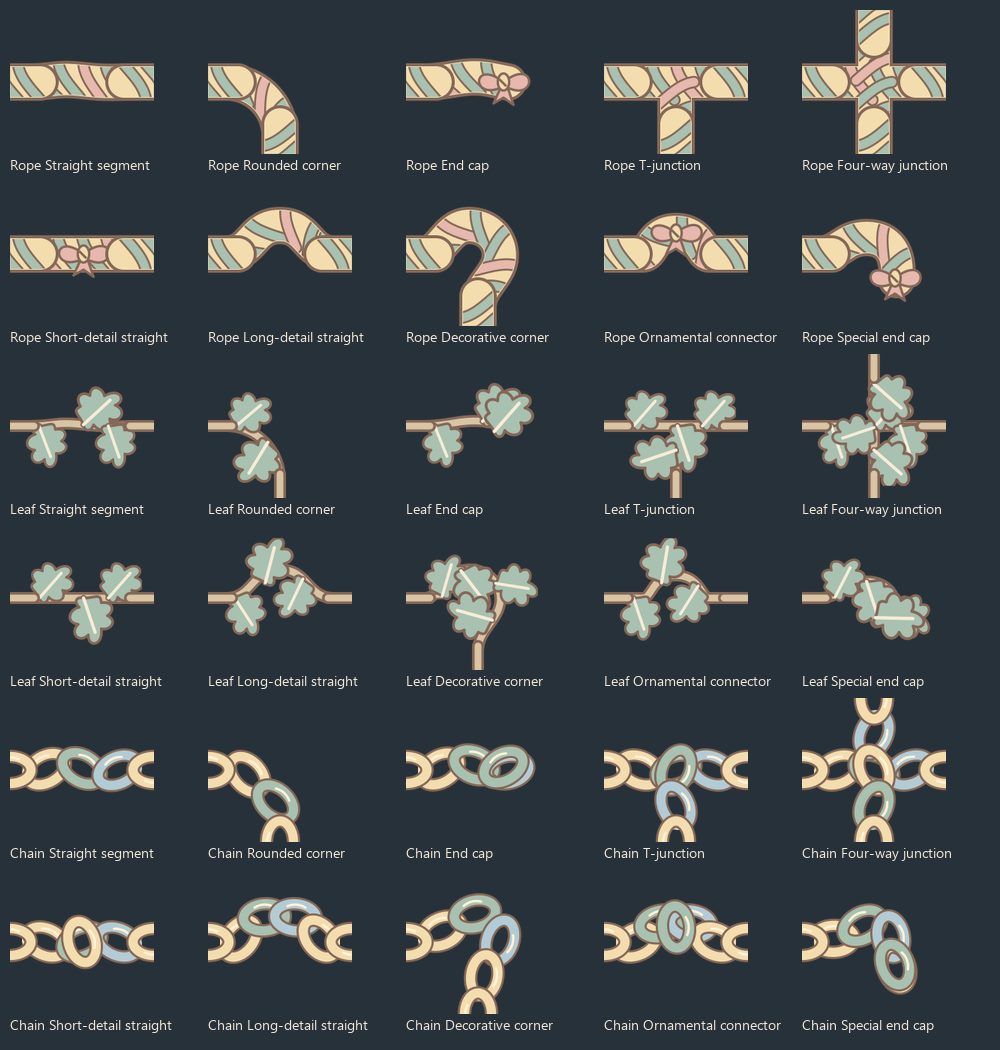 Rope Straight segment
Rope Rounded corner
Rope End cap
Rope T-junction
Rope Four-way junction
Rope Short-detail straight
Rope Long-detail straight
Rope Decorative corner
Rope Ornamental connector
Rope Special end cap
Leaf Straight segment
Leaf Rounded corner
Leaf End cap
Leaf T-junction
Leaf Four-way junction
Leaf Short-detail straight
Leaf Long-detail straight
Leaf Decorative corner
Leaf Ornamental connector
Leaf Special end cap
Chain Straight segment
Chain Rounded corner
Chain End cap
Chain T-junction
Chain Four-way junction
Chain Short-detail straight
Chain Long-detail straight
Chain Decorative corner
Chain Ornamental connector
Chain Special end cap